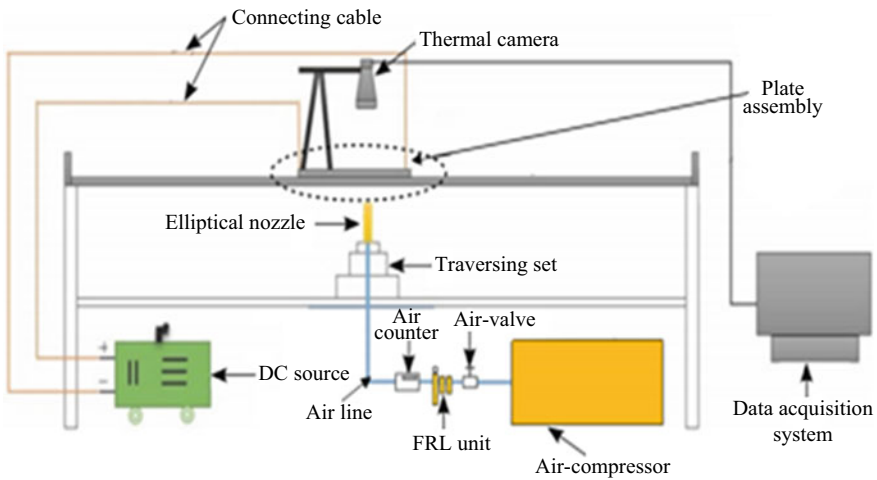 Connecting cable
Thermal camera
Plate
assembly
Elliptical nozzle
Traversing set
Air
counter
Air-valve
+
−
DC source
Air line
FRL unit
Air-compressor
Data acquisition
system